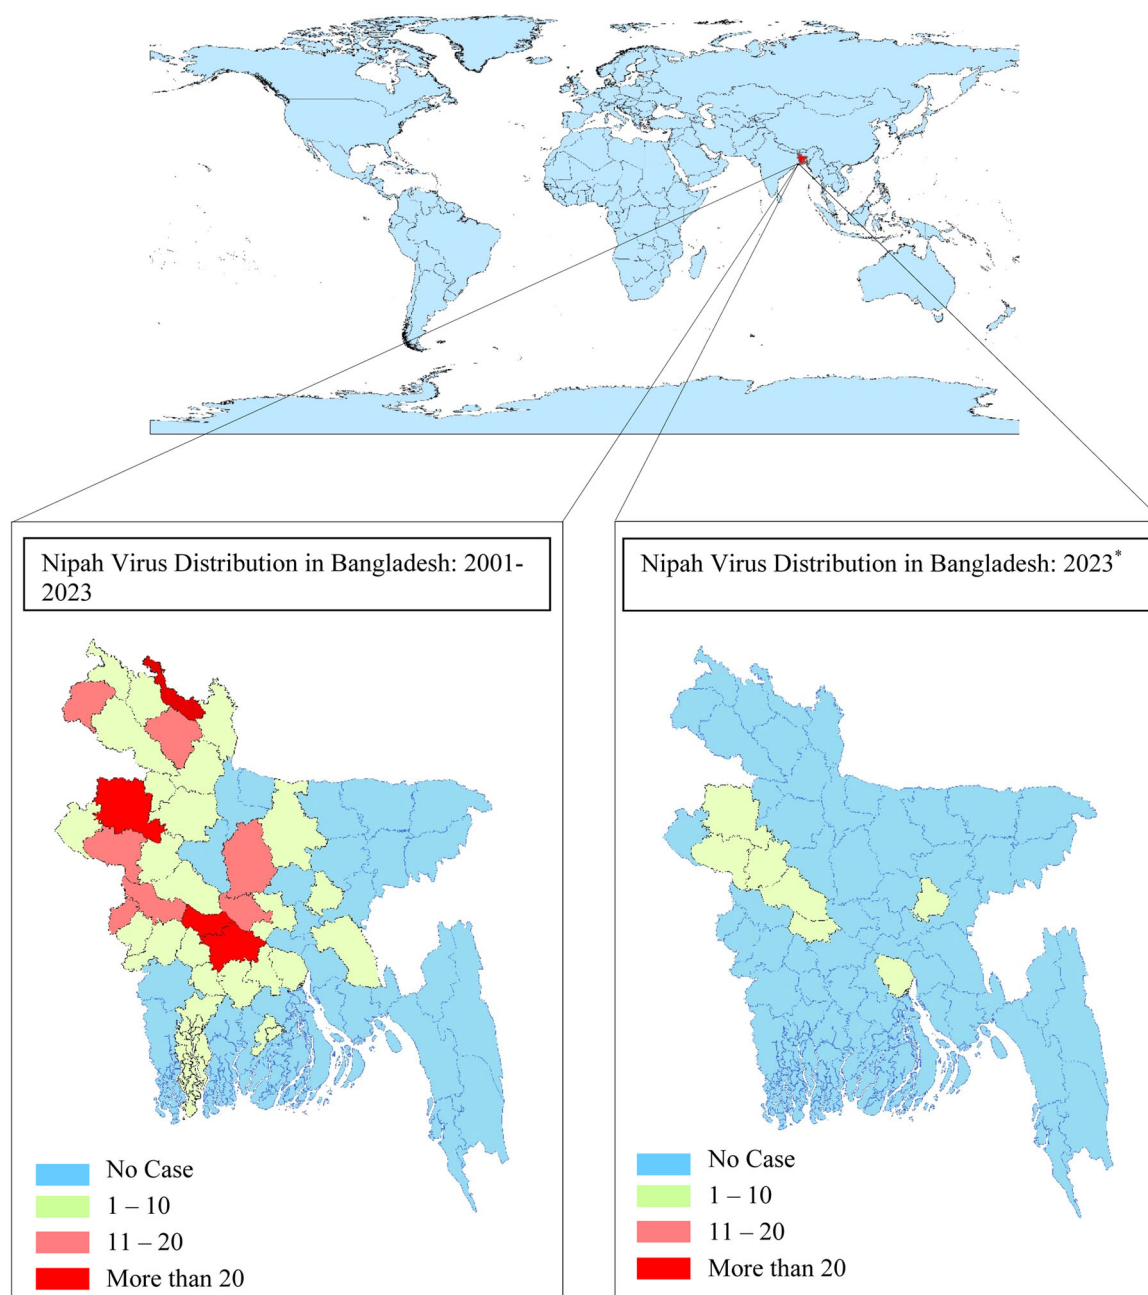 Nipah Virus Distribution in Bangladesh: 2001-
2023
No Case
1 – 10
11 – 20
More than 20
Nipah Virus Distribution in Bangladesh: 2023*
No Case
1 – 10
11 – 20
More than 20